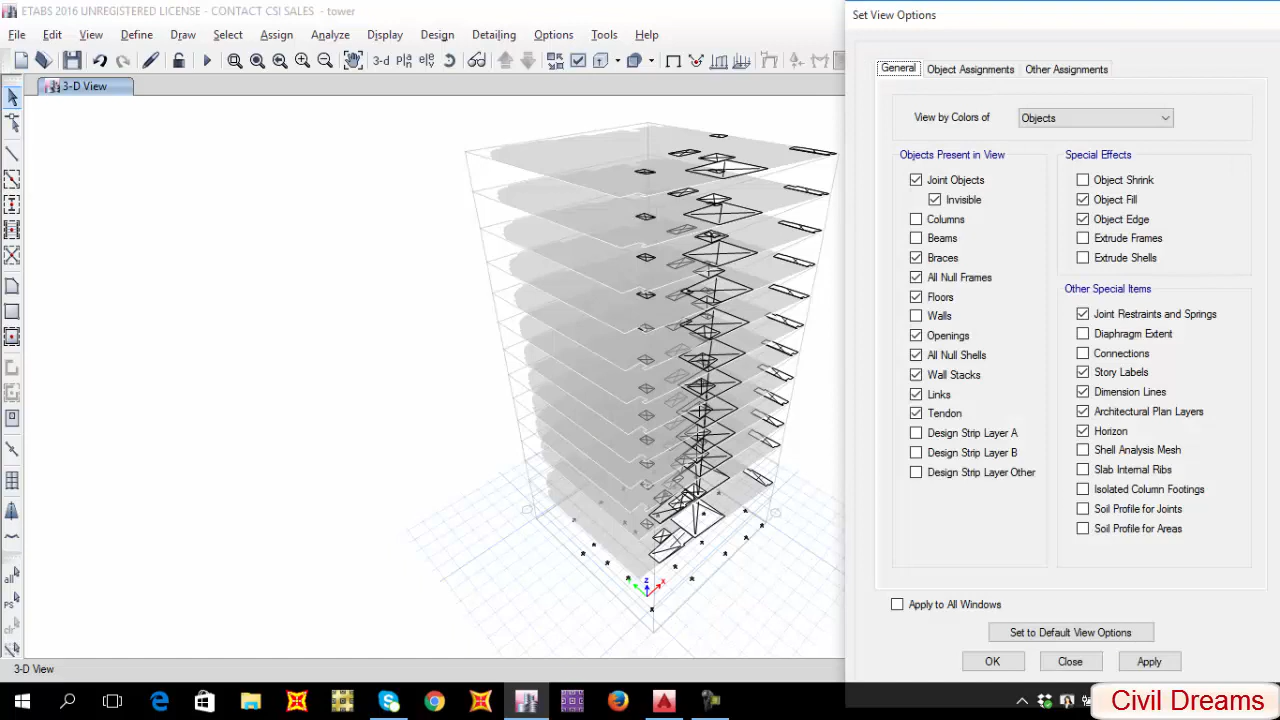 ETABS 2016 UNREGISTERED LICENSE - CONTACT CSI SALES - tower
Set View Options
File Edit View Define Draw Select Assign Analyze Display Design Detailing Options Tools Help
3-d
3-D View
General Object Assignments Other Assignments
View by Colors of Objects
Objects Present in View
Joint Objects
Invisible
Columns
Beams
Braces
All Null Frames
Floors
Walls
Openings
All Null Shells
Wall Stacks
Links
Tendon
Design Strip Layer A
Design Strip Layer B
Design Strip Layer Other
Special Effects
Object Shrink
Object Fill
Object Edge
Extrude Frames
Extrude Shells
Other Special Items
Joint Restraints and Springs
Diaphragm Extent
Connections
Story Labels
Dimension Lines
Architectural Plan Layers
Horizon
Shell Analysis Mesh
Slab Internal Ribs
Isolated Column Footings
Soil Profile for Joints
Soil Profile for Areas
Apply to All Windows
Set to Default View Options
OK Close Apply
all
PS
clr
Z
X
3-D View
Civil Dreams